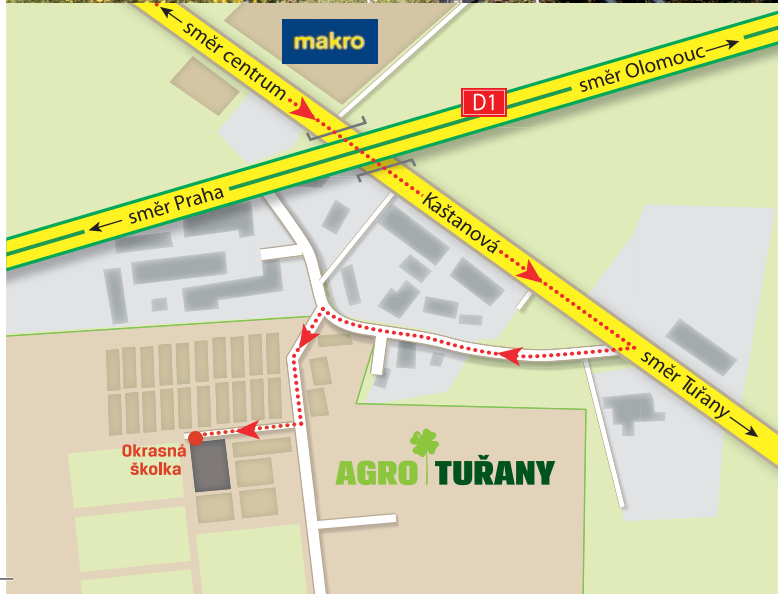 makro
směr centrum
D1
směr Olomouc
směr Praha
Kaštanová
směr Tuřany
Okrasná
školka
AGRO TUŘANY